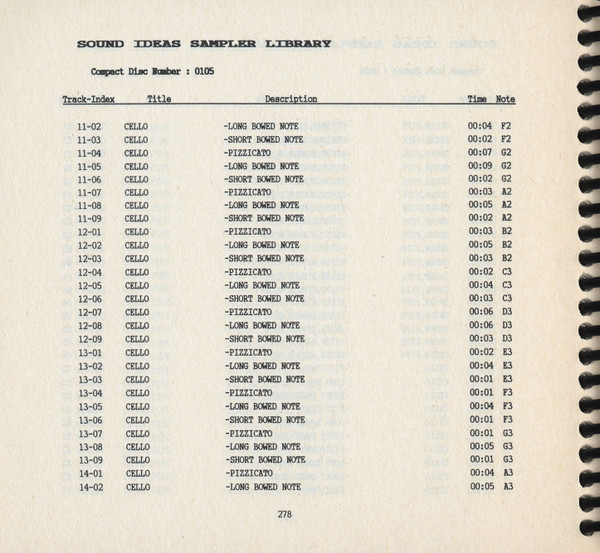 SOUND IDEAS SAMPLER LIBRARY
Compact Disc Number : 0105
Track-Index Title Description Time Note
11-02 CELLO -LONG BOWED NOTE 00:04 F2
11-03 CELLO -SHORT BOWED NOTE 00:02 F2
11-04 CELLO -PIZZICATO 00:07 G2
11-05 CELLO -LONG BOWED NOTE 00:09 G2
11-06 CELLO -SHORT BOWED NOTE 00:02 G2
11-07 CELLO -PIZZICATO 00:03 A2
11-08 CELLO -LONG BOWED NOTE 00:05 A2
11-09 CELLO -SHORT BOWED NOTE 00:02 A2
12-01 CELLO -PIZZICATO 00:03 B2
12-02 CELLO -LONG BOWED NOTE 00:05 B2
12-03 CELLO -SHORT BOWED NOTE 00:03 B2
12-04 CELLO -PIZZICATO 00:02 C3
12-05 CELLO -LONG BOWED NOTE 00:04 C3
12-06 CELLO -SHORT BOWED NOTE 00:03 C3
12-07 CELLO -PIZZICATO 00:06 D3
12-08 CELLO -LONG BOWED NOTE 00:06 D3
12-09 CELLO -SHORT BOWED NOTE 00:03 D3
13-01 CELLO -PIZZICATO 00:02 E3
13-02 CELLO -LONG BOWED NOTE 00:04 E3
13-03 CELLO -SHORT BOWED NOTE 00:01 E3
13-04 CELLO -PIZZICATO 00:01 F3
13-05 CELLO -LONG BOWED NOTE 00:04 F3
13-06 CELLO -SHORT BOWED NOTE 00:01 F3
13-07 CELLO -PIZZICATO 00:01 G3
13-08 CELLO -LONG BOWED NOTE 00:05 G3
13-09 CELLO -SHORT BOWED NOTE 00:01 G3
14-01 CELLO -PIZZICATO 00:04 A3
14-02 CELLO -LONG BOWED NOTE 00:05 A3
278